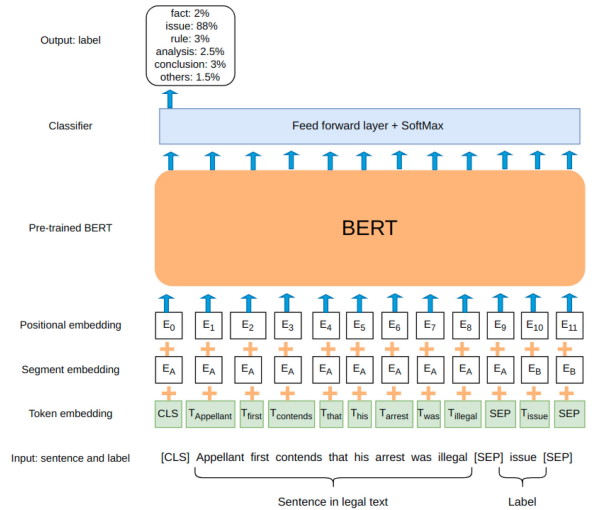 fact: 2%
issue: 88%
rule: 3%
analysis: 2.5%
conclusion: 3%
others: 1.5%
Output: label
Classifier
Feed forward layer + SoftMax
Pre-trained BERT
BERT
Positional embedding E0 E1 E2 E3 E4 E5 E6 E7 E8 E9 E10 E11
Segment embedding EA EA EA EA EA EA EA EA EA EA EB EB
Token embedding CLS TAppellant Tfirst Tcontends Tthat This Tarrest Twas Tillegal SEP Tissue SEP
Input: sentence and label [CLS] Appellant first contends that his arrest was illegal [SEP] issue [SEP]
Sentence in legal text Label